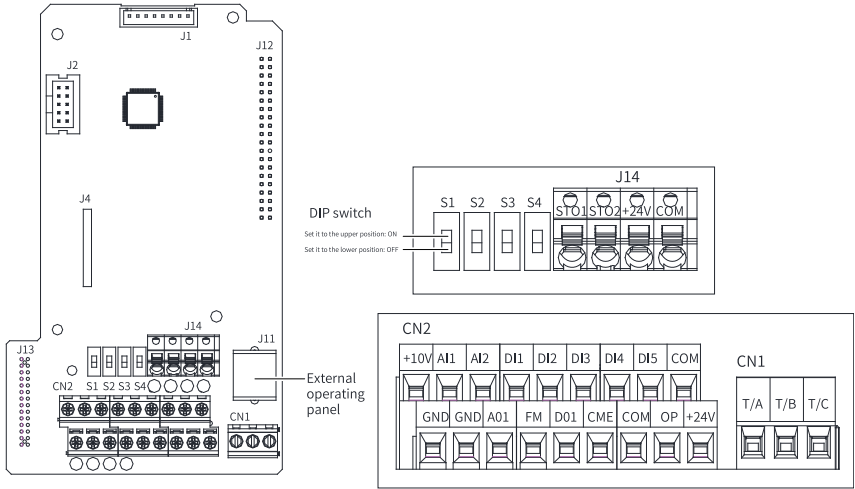 J1
J12
J2
J4
J14
J13
J11
CN2 S1 S2 S3 S4
CN1
External
operating
panel
DIP switch
Set it to the upper position: ON
Set it to the lower position: OFF
J14
S1 S2 S3 S4
STO1 STO2 +24V COM
CN2
+10V AI1 AI2 DI1 DI2 DI3 DI4 DI5 COM
GND GND A01 FM D01 CME COM OP +24V
CN1
T/A T/B T/C